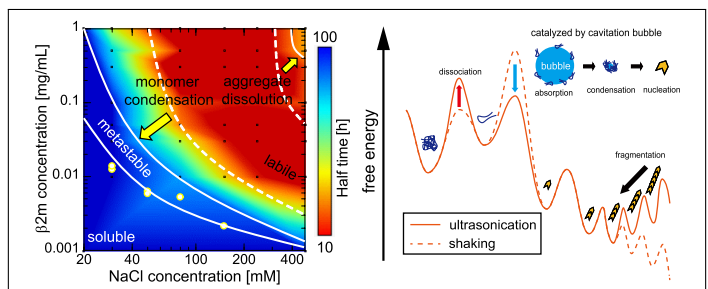 β2m concentration [mg/mL]
1
0.1
0.01
0.001
monomer
condensation
aggregate
dissolution
metastable
labile
soluble
20
40
100
200
400
NaCl concentration [mM]
100
Half time [h]
10
free energy
catalyzed by cavitation bubble
bubble
absorption
condensation
nucleation
dissociation
fragmentation
ultrasonication
shaking